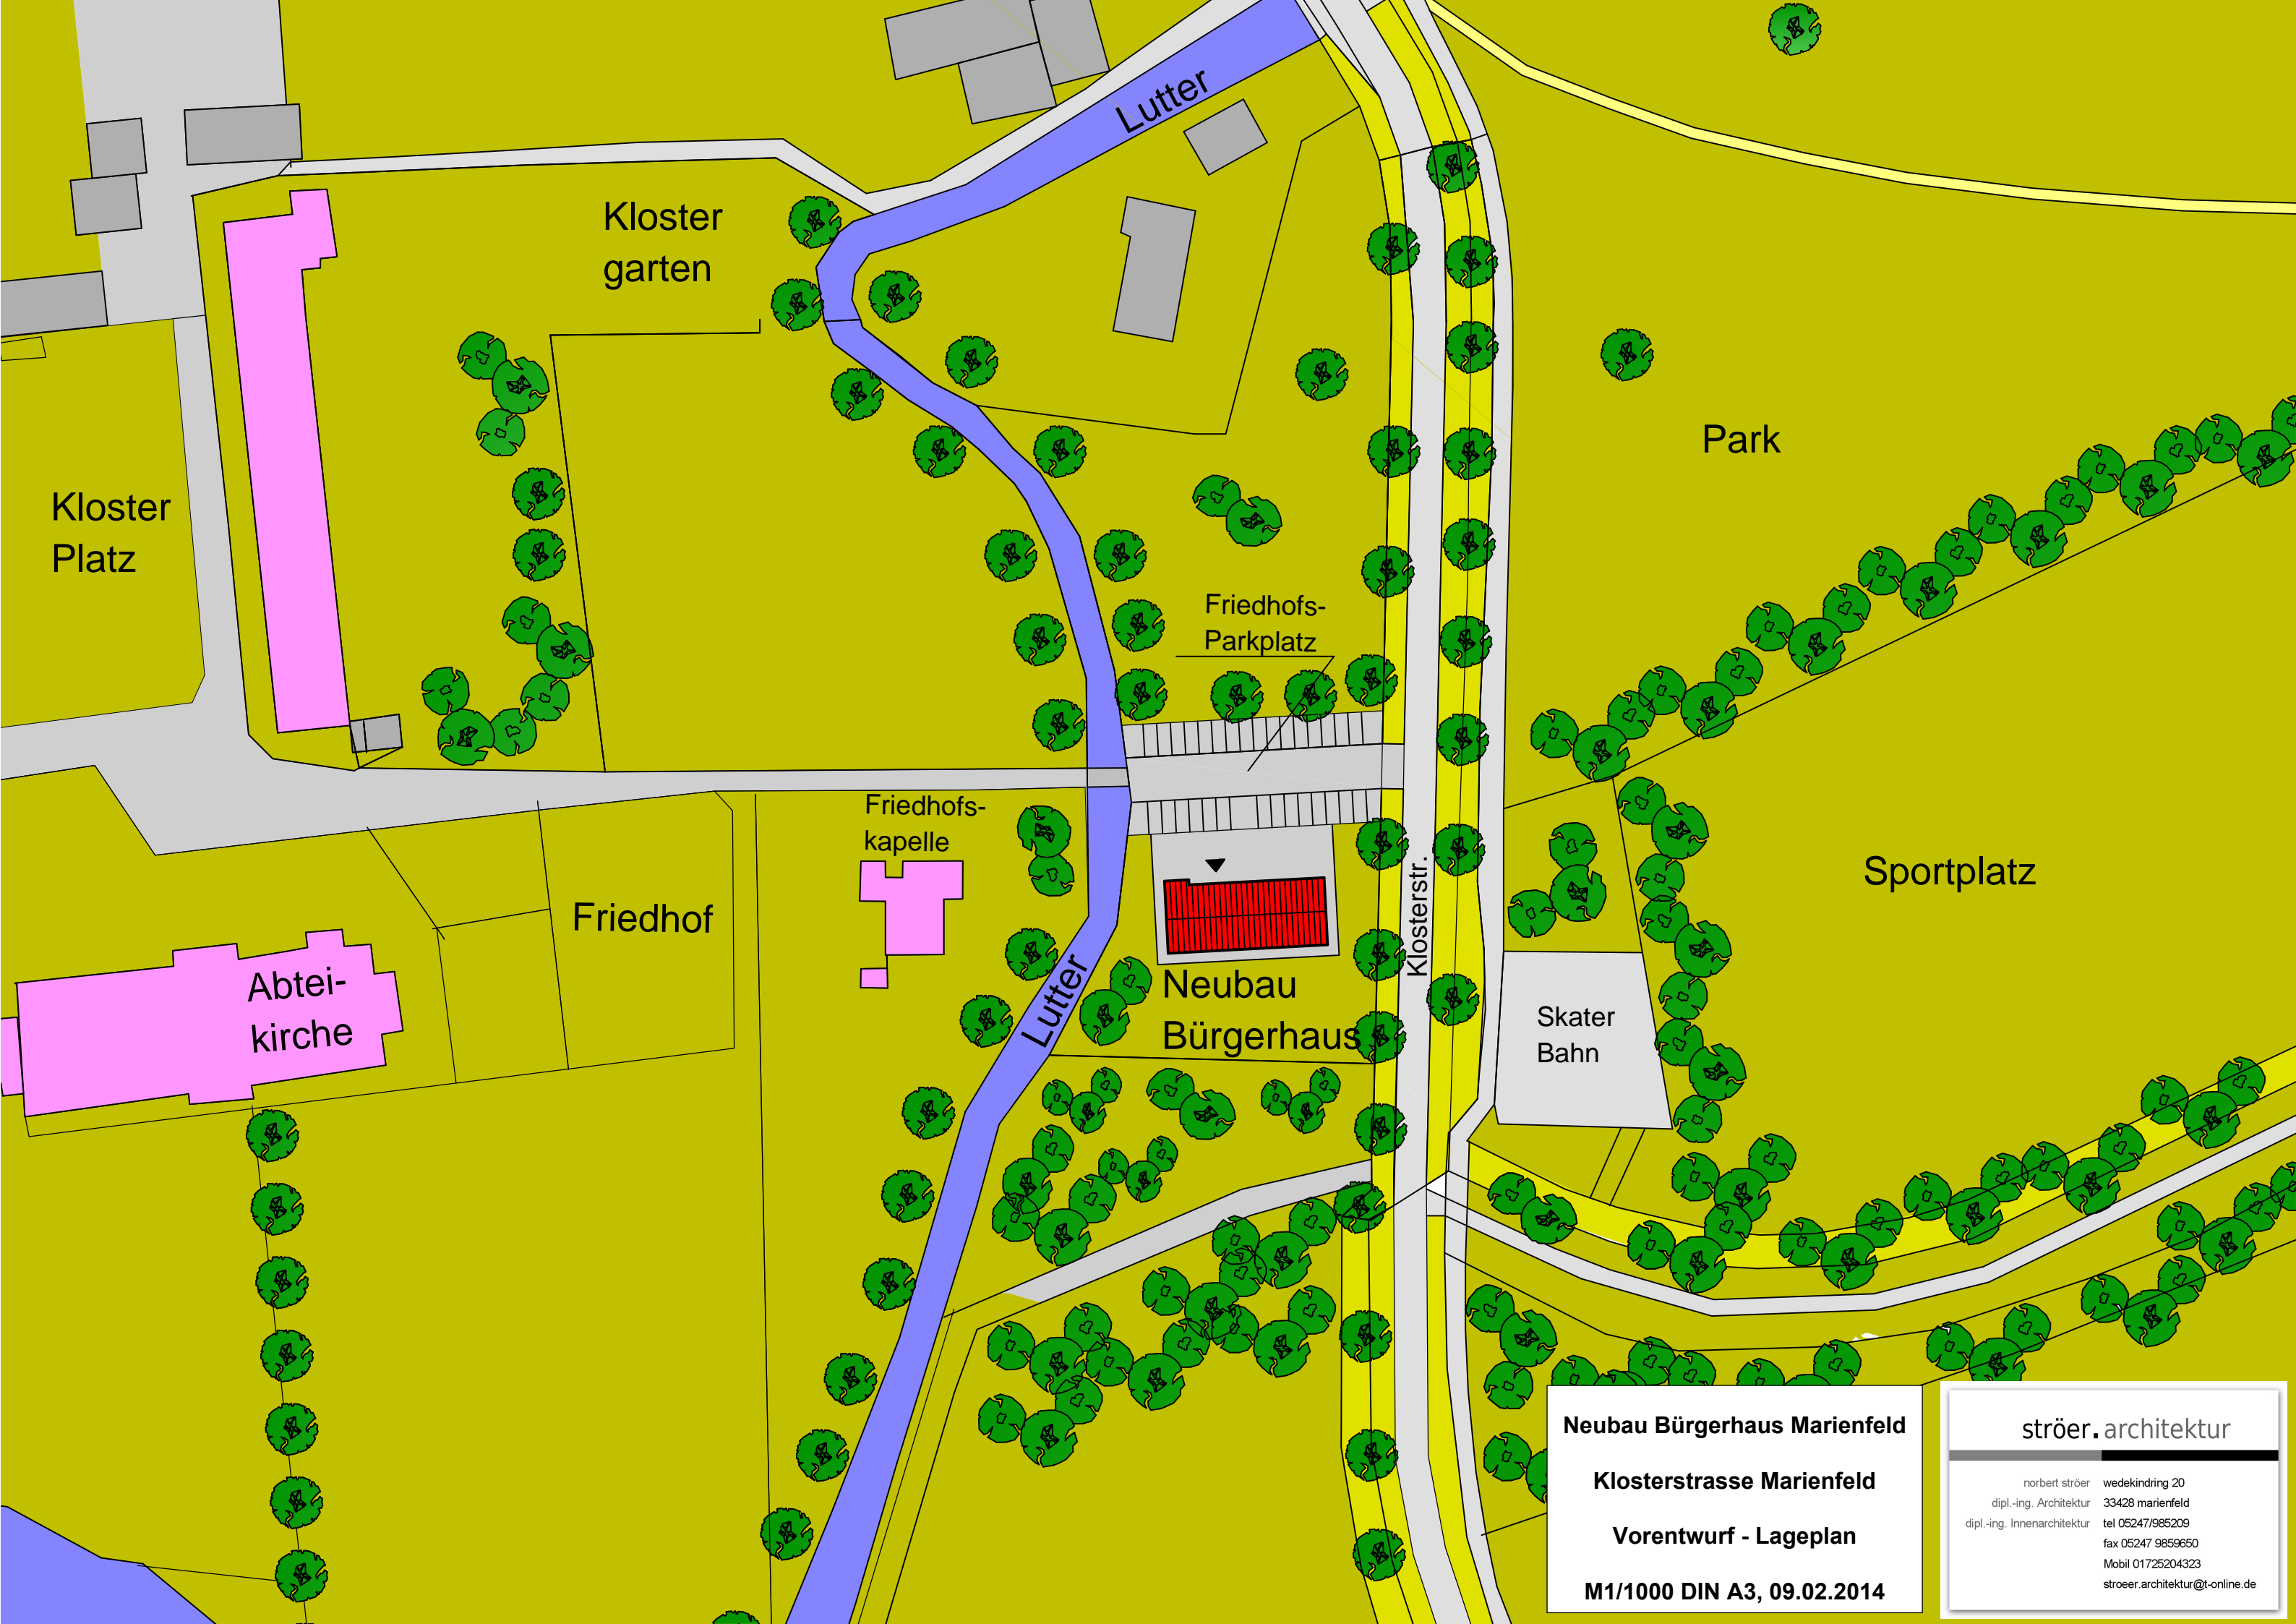 Lutter
Kloster
garten
Park
Kloster
Platz
Friedhofs-
Parkplatz
Friedhofs-
kapelle
Klosterstr.
Sportplatz
Friedhof
Abtei-
kirche
Lutter
Neubau
Bürgerhaus
Skater
Bahn
Neubau Bürgerhaus Marienfeld
Klosterstrasse Marienfeld
Vorentwurf - Lageplan
M1/1000 DIN A3, 09.02.2014
ströer.architektur
norbert ströer wedekindring 20
dipl.-ing. Architektur 33428 marienfeld
dipl.-ing. Innenarchitektur tel 05247/985209
fax 05247 9859650
Mobil 01725204323
stroeer.architektur@t-online.de